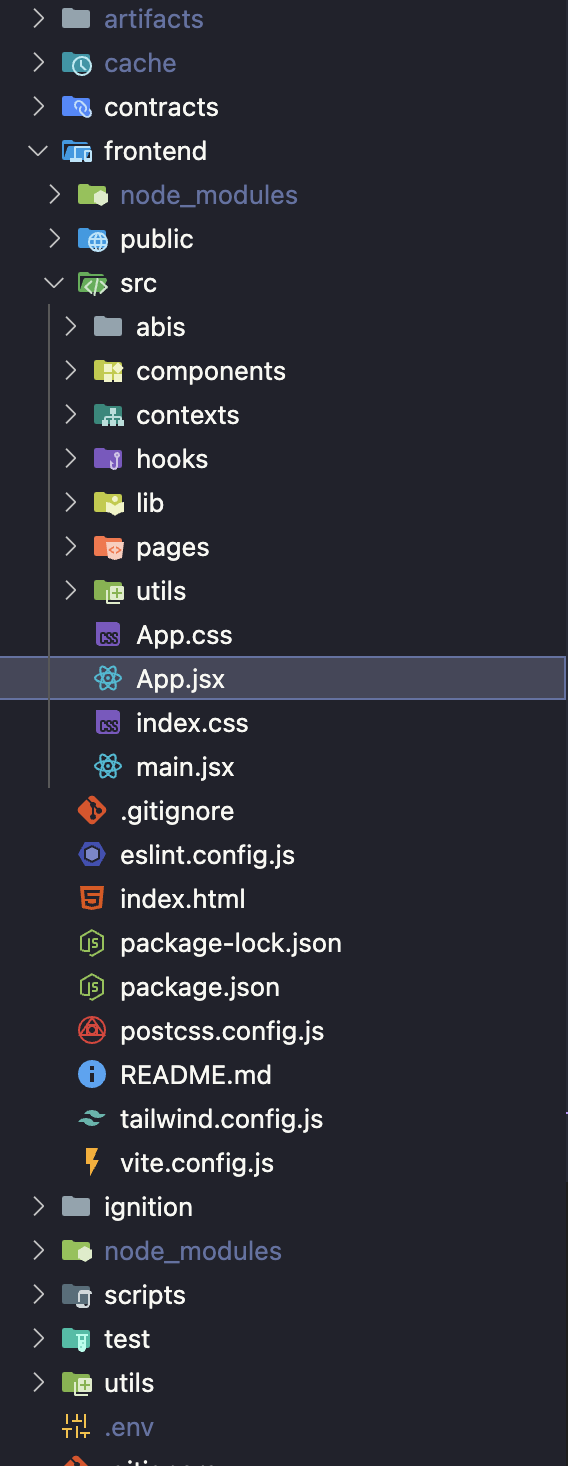 artifacts
cache
contracts
frontend
node_modules
public
src
abis
components
contexts
hooks
lib
pages
utils
App.css
App.jsx
index.css
main.jsx
.gitignore
eslint.config.js
index.html
package-lock.json
package.json
postcss.config.js
README.md
tailwind.config.js
vite.config.js
ignition
node_modules
scripts
test
utils
.env